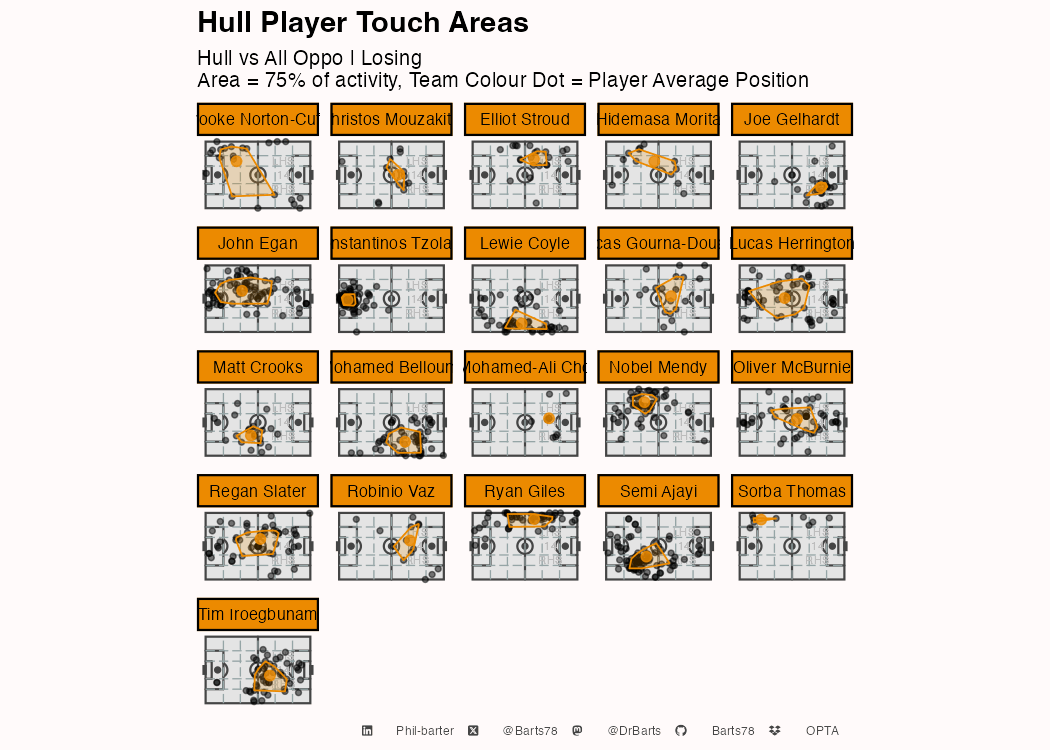 Hull Player Touch Areas
Hull vs All Oppo | Losing
Area = 75% of activity, Team Colour Dot = Player Average Position
ooke Norton-Cuf
hristos Mouzakit
Elliot Stroud
Hidemasa Morita
Joe Gelhardt
John Egan
nstantinos Tzola
Lewie Coyle
cas Gourna-Dou
Lucas Herrington
Matt Crooks
ohamed Belloum
Mohamed-Ali Cho
Nobel Mendy
Oliver McBurnie
Regan Slater
Robinio Vaz
Ryan Giles
Semi Ajayi
Sorba Thomas
Tim Iroegbunam
Phil-barter @Barts78 @DrBarts Barts78 OPTA